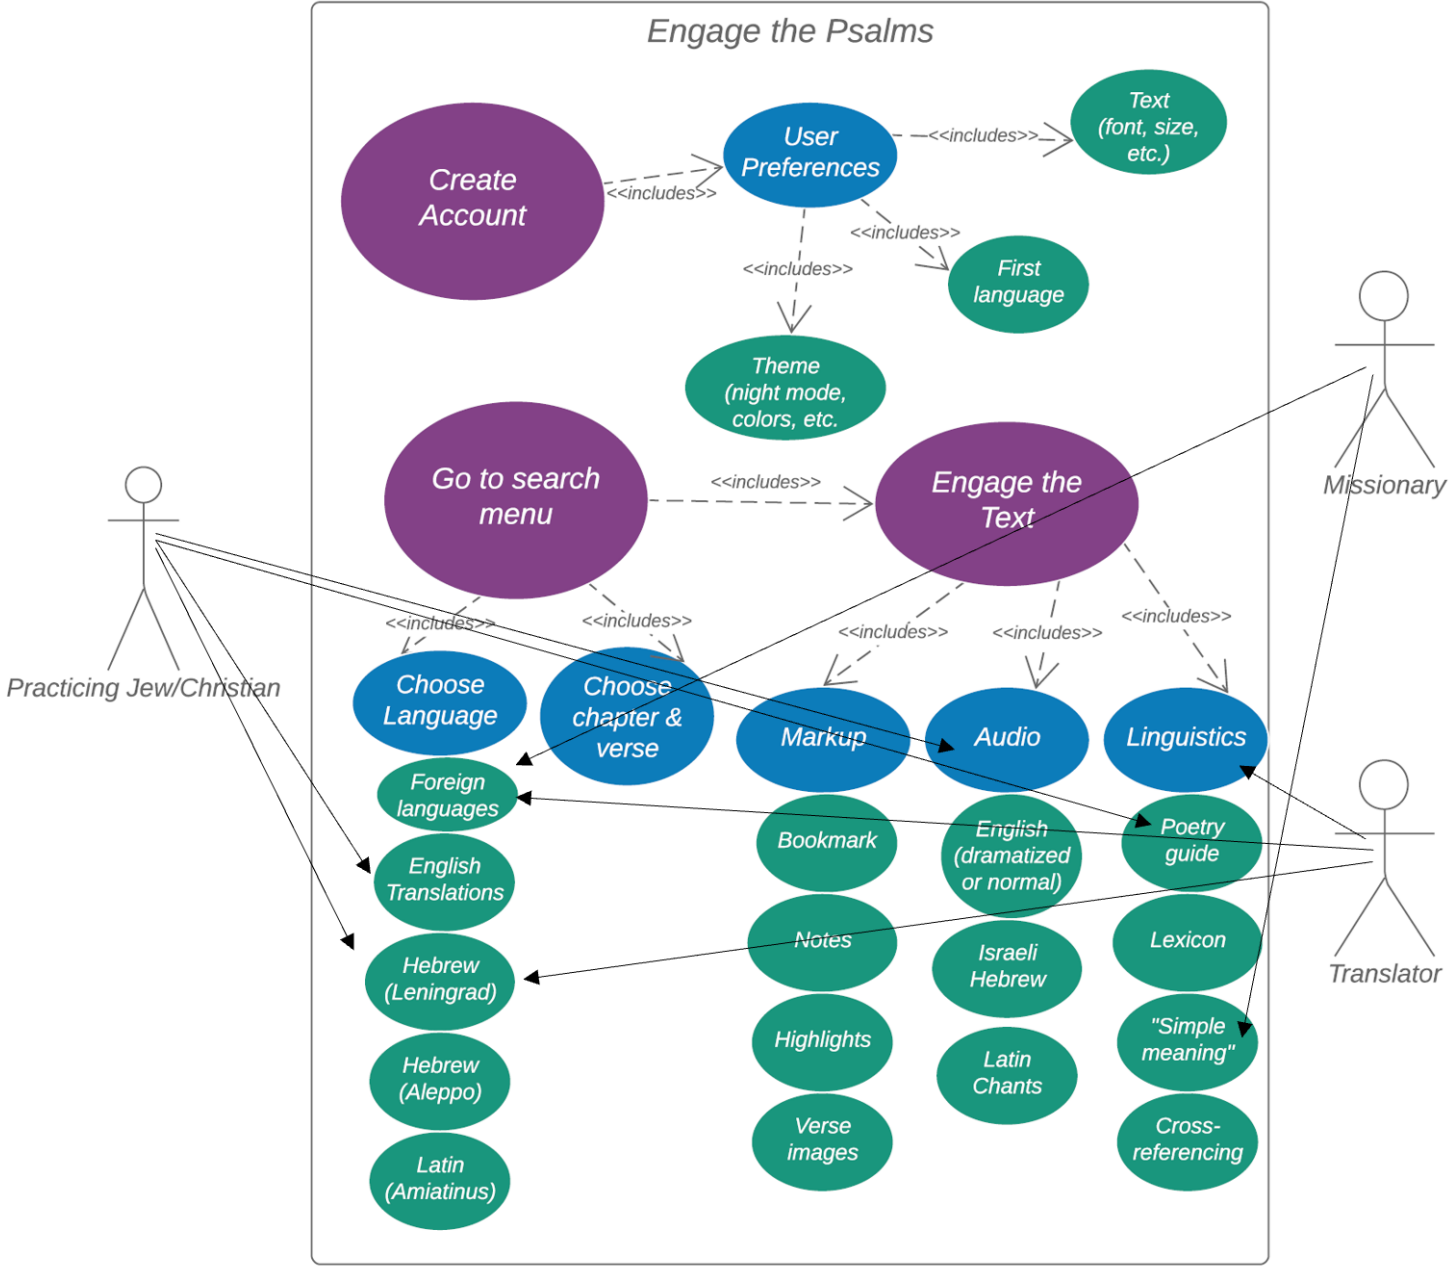 Engage the Psalms
Text
(font, size,
etc.)
User
Preferences
<<includes>>
Create
Account
<<includes>>
<<includes>>
<<includes>>
First
language
Theme
(night mode,
colors, etc.
Go to search
menu
<<includes>>
Engage the
Text
Missionary
<<includes>>
<<includes>>
<<includes>>
<<includes>>
<<includes>>
Practicing Jew/Christian
Choose
Language
Choose
chapter &
verse
Markup
Audio
Linguistics
Foreign
languages
English
Translations
Hebrew
(Leningrad)
Hebrew
(Aleppo)
Latin
(Amiatinus)
Bookmark
Notes
Highlights
Verse
images
English
(dramatized
or normal)
Israeli
Hebrew
Latin
Chants
Poetry
guide
Lexicon
"Simple
meaning"
Cross-
referencing
Translator